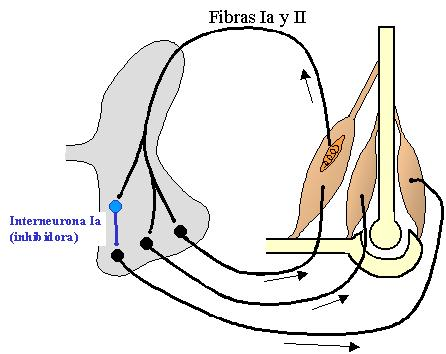 Fibras Ia y II
Interneurona Ia
(inhibidora)